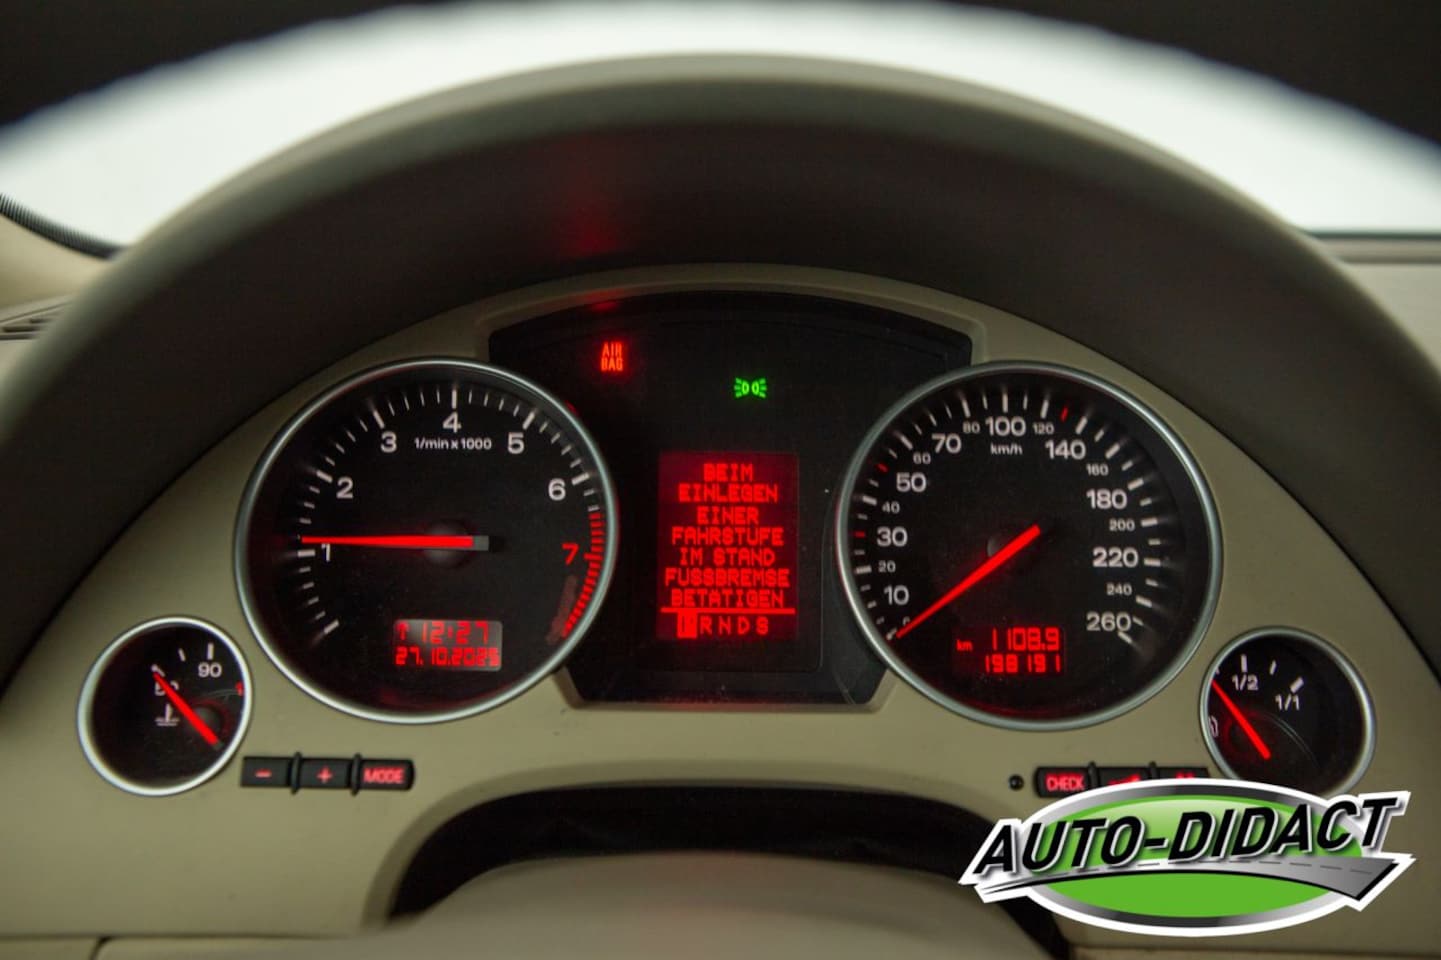 AIR
BAG
1
2
3
4
5
6
7
1/min x 1000
12:27
27.10.2025
BEIM
EINLEGEN
EINER
FAHRSTUFE
IM STAND
FUSSBREMSE
BETÄTIGEN
P R N D S
10
20
30
40
50
60
70
80
100
120
140
160
180
200
220
240
260
km/h
km 1108.9
198191
90
1/2
1/1
- + MODE
CHECK
AUTO-DIDACT